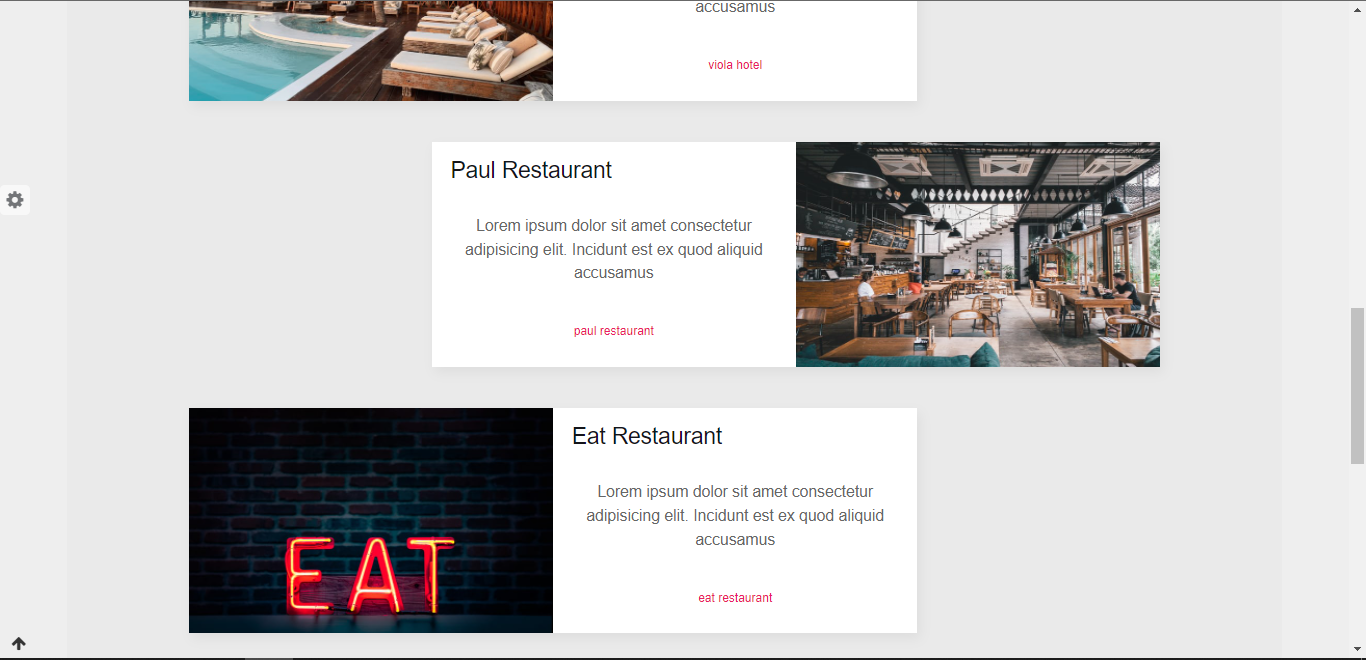 accusamus
viola hotel
Paul Restaurant
Lorem ipsum dolor sit amet consectetur
adipisicing elit. Incidunt est ex quod aliquid
accusamus
paul restaurant
EAT
Eat Restaurant
Lorem ipsum dolor sit amet consectetur
adipisicing elit. Incidunt est ex quod aliquid
accusamus
eat restaurant